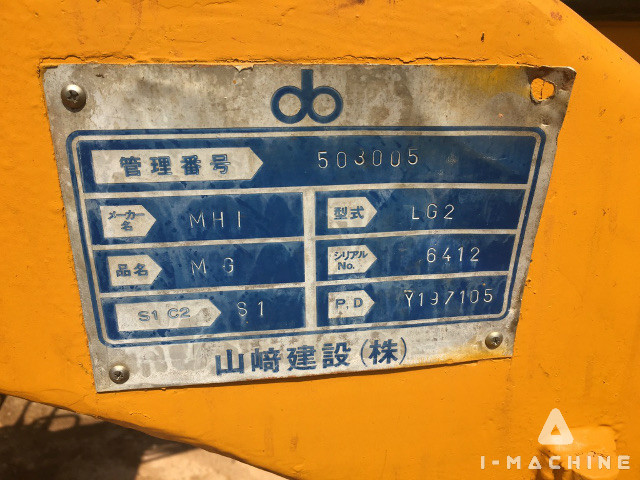 db
管理番号 503005
メーカー名 MHI 型式 LG2
品名 MG シリアルNo. 6412
S1 C2 S1 P.D Y197105
山﨑建設(株)
I-MACHINE